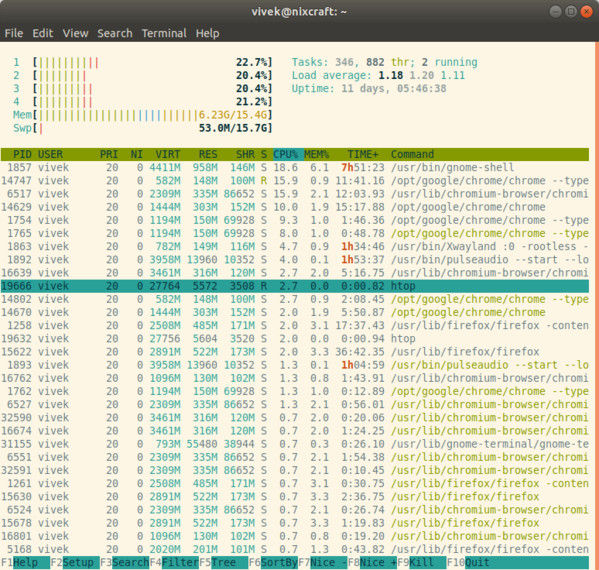 vivek@nixcraft: ~
File Edit View Search Terminal Help
1 [|||||||||| 22.7%] Tasks: 346, 882 thr; 2 running
2 [|||||||| 20.4%] Load average: 1.18 1.20 1.11
3 [||||||||| 20.4%] Uptime: 11 days, 05:46:38
4 [||||||||| 21.2%]
Mem[||||||||||||||||||||||||||6.23G/15.4G]
Swp[| 53.0M/15.7G]
PID USER PRI NI VIRT RES SHR S CPU% MEM% TIME+ Command
1857 vivek 20 0 4411M 958M 146M S 18.6 6.1 7h51:23 /usr/bin/gnome-shell
14747 vivek 20 0 582M 148M 100M R 15.9 0.9 11:41.16 /opt/google/chrome/chrome --type
6517 vivek 20 0 2309M 335M 86652 S 15.9 2.1 12:03.93 /usr/lib/chromium-browser/chromi
14629 vivek 20 0 1444M 303M 152M S 10.0 1.9 15:17.88 /opt/google/chrome/chrome
1754 vivek 20 0 1194M 150M 69928 S 9.3 1.0 1:46.36 /opt/google/chrome/chrome --type
1765 vivek 20 0 1194M 150M 69928 S 8.0 1.0 0:48.78 /opt/google/chrome/chrome --type
1863 vivek 20 0 782M 149M 116M S 4.7 0.9 1h34:46 /usr/bin/Xwayland :0 -rootless -
1892 vivek 20 0 3958M 13960 10352 S 4.0 0.1 1h53:37 /usr/bin/pulseaudio --start --lo
16639 vivek 20 0 3461M 316M 120M S 2.7 2.0 5:16.75 /usr/lib/chromium-browser/chromi
19666 vivek 20 0 27764 5572 3508 R 2.7 0.0 0:00.82 htop
14802 vivek 20 0 582M 148M 100M S 2.7 0.9 2:08.45 /opt/google/chrome/chrome --type
14670 vivek 20 0 1444M 303M 152M S 2.0 1.9 5:50.87 /opt/google/chrome/chrome
1258 vivek 20 0 2508M 485M 171M S 2.0 3.1 17:37.43 /usr/lib/firefox/firefox -conten
19632 vivek 20 0 27756 5604 3520 S 2.0 0.0 0:00.94 htop
15622 vivek 20 0 2891M 522M 173M S 2.0 3.3 36:42.35 /usr/lib/firefox/firefox
1893 vivek 20 0 3958M 13960 10352 S 1.3 0.1 1h04:59 /usr/bin/pulseaudio --start --lo
16762 vivek 20 0 1096M 130M 102M S 1.3 0.8 1:43.91 /usr/lib/chromium-browser/chromi
1762 vivek 20 0 1194M 150M 69928 S 1.3 1.0 0:12.89 /opt/google/chrome/chrome --type
6527 vivek 20 0 2309M 335M 86652 S 1.3 2.1 0:56.01 /usr/lib/chromium-browser/chromi
32590 vivek 20 0 3461M 316M 120M S 0.7 2.0 0:20.06 /usr/lib/chromium-browser/chromi
16674 vivek 20 0 3461M 316M 120M S 0.7 2.0 1:24.25 /usr/lib/chromium-browser/chromi
31155 vivek 20 0 793M 55480 38944 S 0.7 0.3 0:26.10 /usr/lib/gnome-terminal/gnome-te
6551 vivek 20 0 2309M 335M 86652 S 0.7 2.1 1:54.38 /usr/lib/chromium-browser/chromi
32591 vivek 20 0 2309M 335M 86652 S 0.7 2.1 0:10.45 /usr/lib/chromium-browser/chromi
1261 vivek 20 0 2508M 485M 171M S 0.7 3.1 0:30.75 /usr/lib/firefox/firefox -conten
15630 vivek 20 0 2891M 522M 173M S 0.7 3.3 2:36.75 /usr/lib/firefox/firefox
6524 vivek 20 0 2309M 335M 86652 S 0.7 2.1 0:26.74 /usr/lib/chromium-browser/chromi
15678 vivek 20 0 2891M 522M 173M S 0.7 3.3 1:19.83 /usr/lib/firefox/firefox
16801 vivek 20 0 1096M 130M 102M S 0.7 0.8 0:19.20 /usr/lib/chromium-browser/chromi
5168 vivek 20 0 2020M 201M 101M S 0.7 1.3 0:43.82 /usr/lib/firefox/firefox -conten
F1Help F2Setup F3SearchF4FilterF5Tree F6SortByF7Nice -F8Nice +F9Kill F10Quit